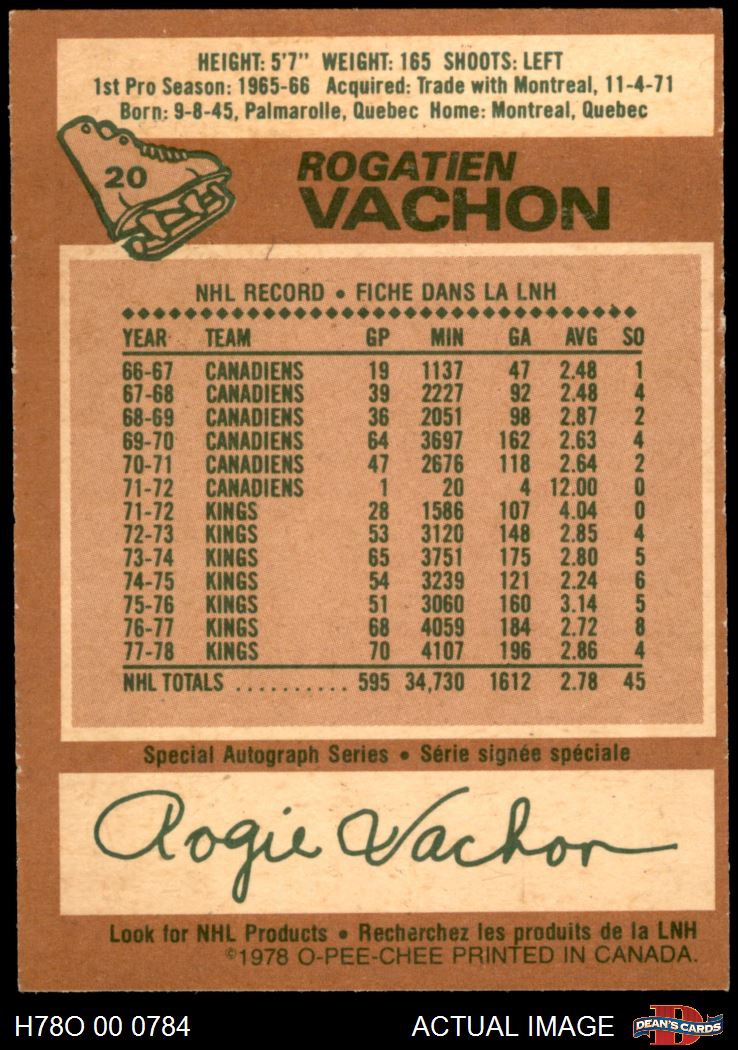 HEIGHT: 5'7" WEIGHT: 165 SHOOTS: LEFT
1st Pro Season: 1965-66 Acquired: Trade with Montreal, 11-4-71
Born: 9-8-45, Palmarolle, Quebec Home: Montreal, Quebec
20
ROGATIEN
VACHON
NHL RECORD • FICHE DANS LA LNH
YEAR TEAM GP MIN GA AVG SO
66-67 CANADIENS 19 1137 47 2.48 1
67-68 CANADIENS 39 2227 92 2.48 4
68-69 CANADIENS 36 2051 98 2.87 2
69-70 CANADIENS 64 3697 162 2.63 4
70-71 CANADIENS 47 2676 118 2.64 2
71-72 CANADIENS 1 20 4 12.00 0
71-72 KINGS 28 1586 107 4.04 0
72-73 KINGS 53 3120 148 2.85 4
73-74 KINGS 65 3751 175 2.80 5
74-75 KINGS 54 3239 121 2.24 6
75-76 KINGS 51 3060 160 3.14 5
76-77 KINGS 68 4059 184 2.72 8
77-78 KINGS 70 4107 196 2.86 4
NHL TOTALS .......... 595 34,730 1612 2.78 45
Special Autograph Series • Série signée spéciale
Rogie Vachon
Look for NHL Products • Recherchez les produits de la LNH
©1978 O-PEE-CHEE PRINTED IN CANADA.
H78O 00 0784 ACTUAL IMAGE DEAN'S CARDS